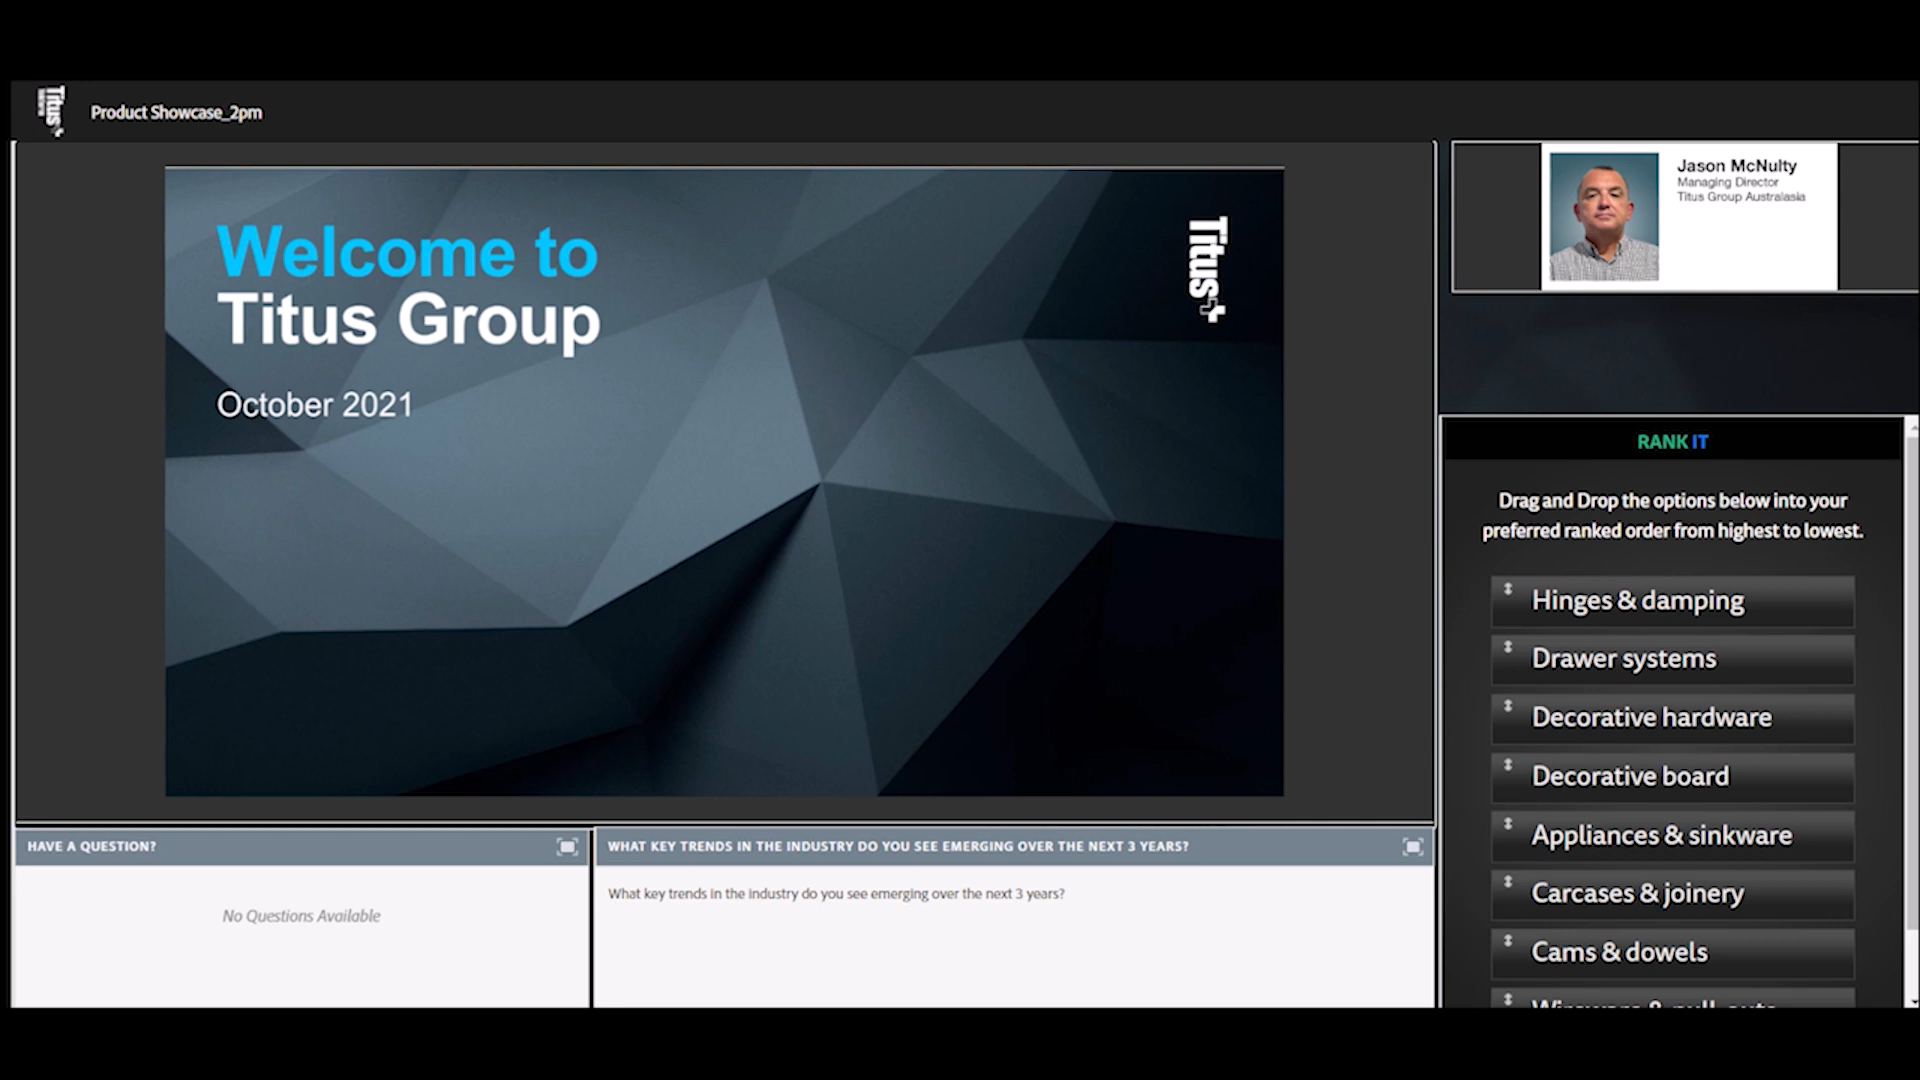 Titus
Product Showcase_2pm
Welcome to
Titus Group
October 2021
Titus
Jason McNulty
Managing Director
Titus Group Australasia
RANK IT
Drag and Drop the options below into your
preferred ranked order from highest to lowest.
Hinges & damping
Drawer systems
Decorative hardware
Decorative board
Appliances & sinkware
Carcases & joinery
Cams & dowels
HAVE A QUESTION?
No Questions Available
WHAT KEY TRENDS IN THE INDUSTRY DO YOU SEE EMERGING OVER THE NEXT 3 YEARS?
What key trends in the industry do you see emerging over the next 3 years?